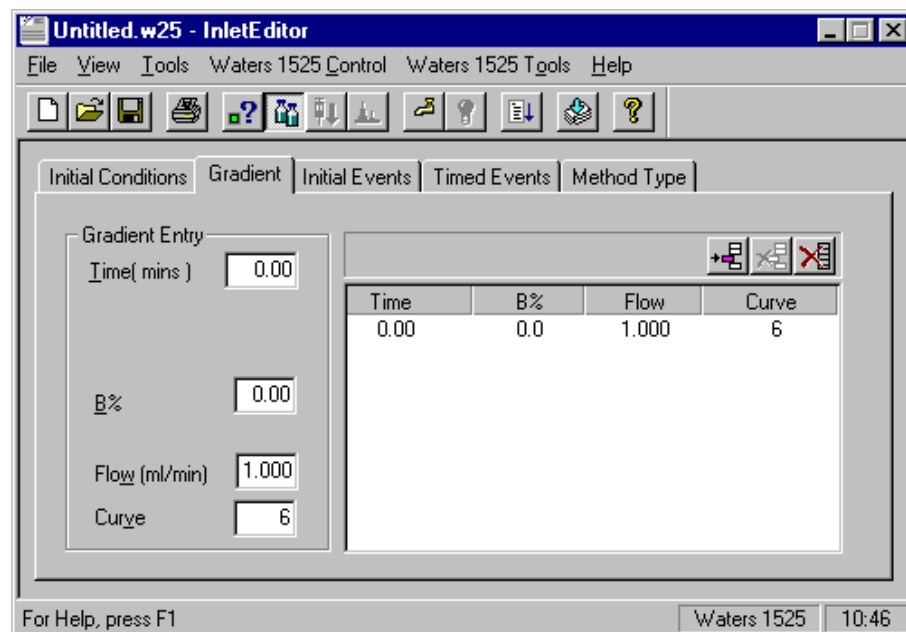 Untitled.w25 - InletEditor
File View Tools Waters 1525 Control Waters 1525 Tools Help
Initial Conditions Gradient Initial Events Timed Events Method Type
Gradient Entry
Time( mins ) 0.00
B% 0.00
Flow (ml/min) 1.000
Curve 6
Time B% Flow Curve
0.00 0.0 1.000 6
For Help, press F1 Waters 1525 10:46